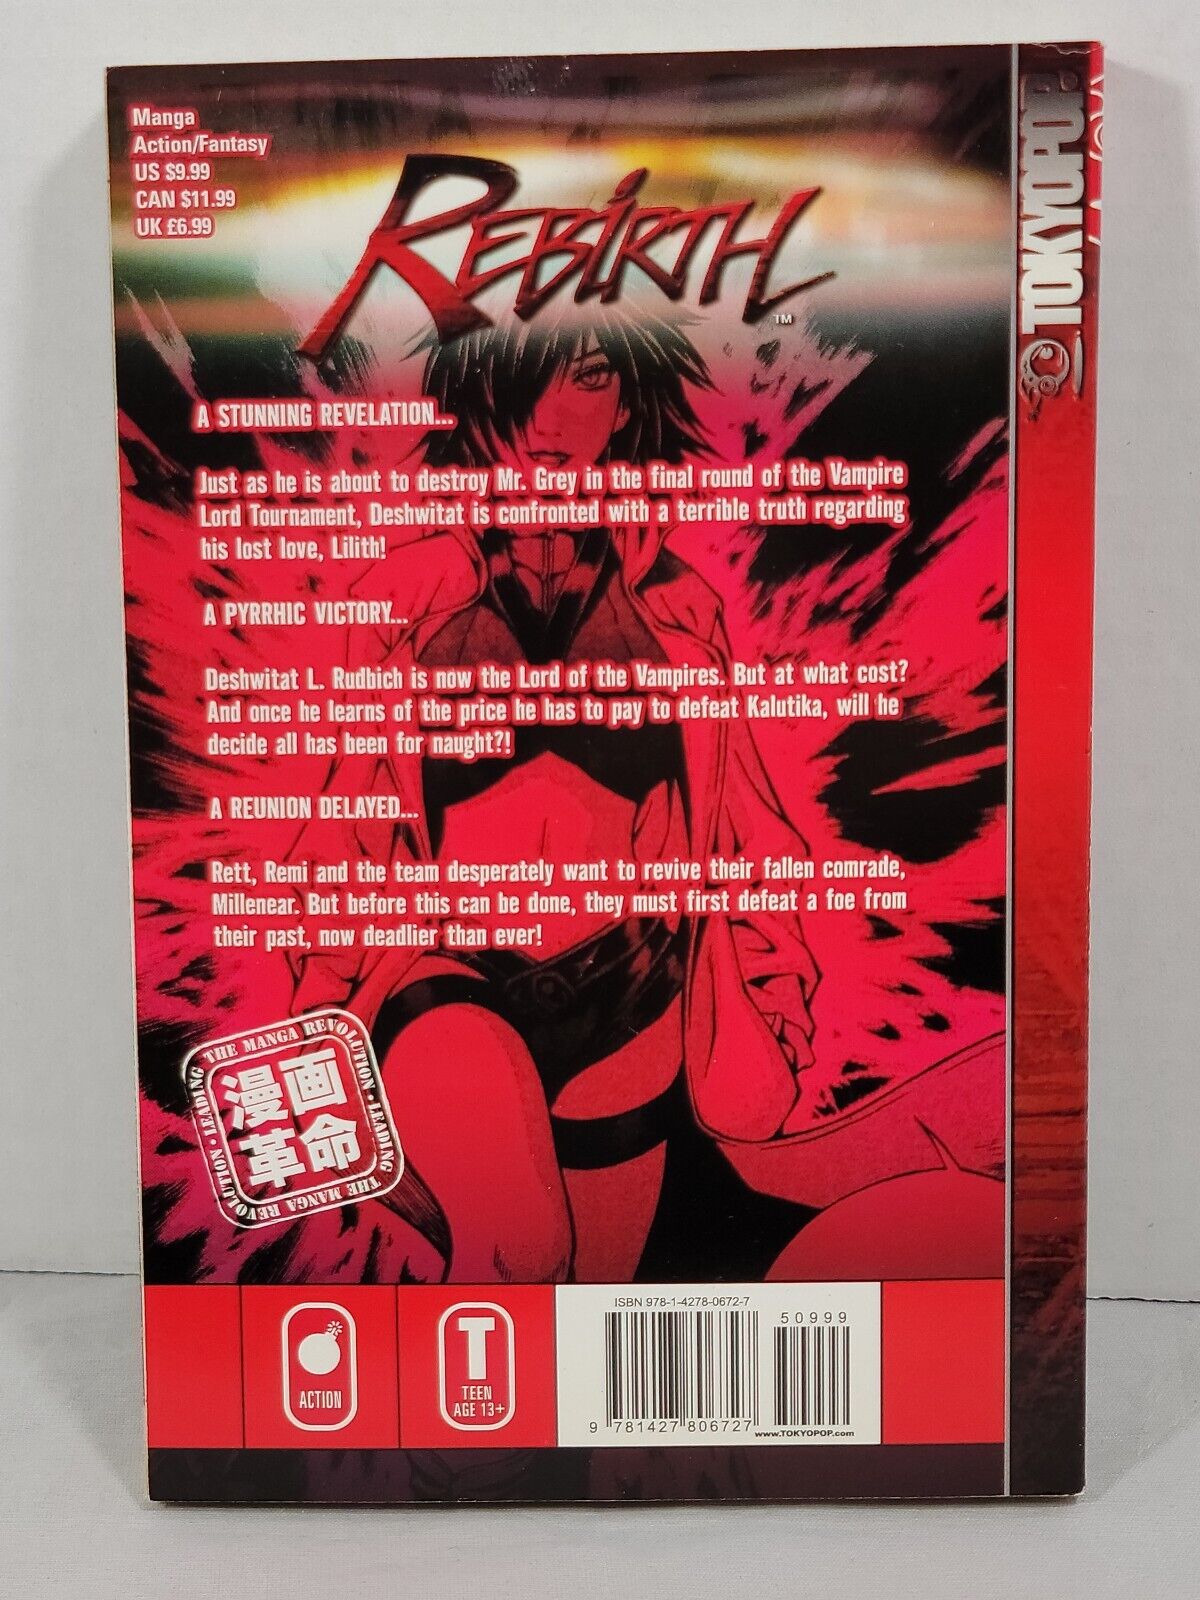 Manga
Action/Fantasy
US $9.99
CAN $11.99
UK £6.99
REBIRTH
TM
TOKYOPOP
A STUNNING REVELATION...
Just as he is about to destroy Mr. Grey in the final round of the Vampire
Lord Tournament, Deshwitat is confronted with a terrible truth regarding
his lost love, Lilith!
A PYRRHIC VICTORY...
Deshwitat L. Rudbich is now the Lord of the Vampires. But at what cost?
And once he learns of the price he has to pay to defeat Kalutika, will he
decide all has been for naught?!
A REUNION DELAYED...
Rett, Remi and the team desperately want to revive their fallen comrade,
Millenear. But before this can be done, they must first defeat a foe from
their past, now deadlier than ever!
LEADING THE MANGA REVOLUTION · LEADING THE MANGA REVOLUTION ·
漫画
革命
ACTION
T
TEEN
AGE 13+
ISBN 978-1-4278-0672-7
50999
9 781427 806727
www.TOKYOPOP.com